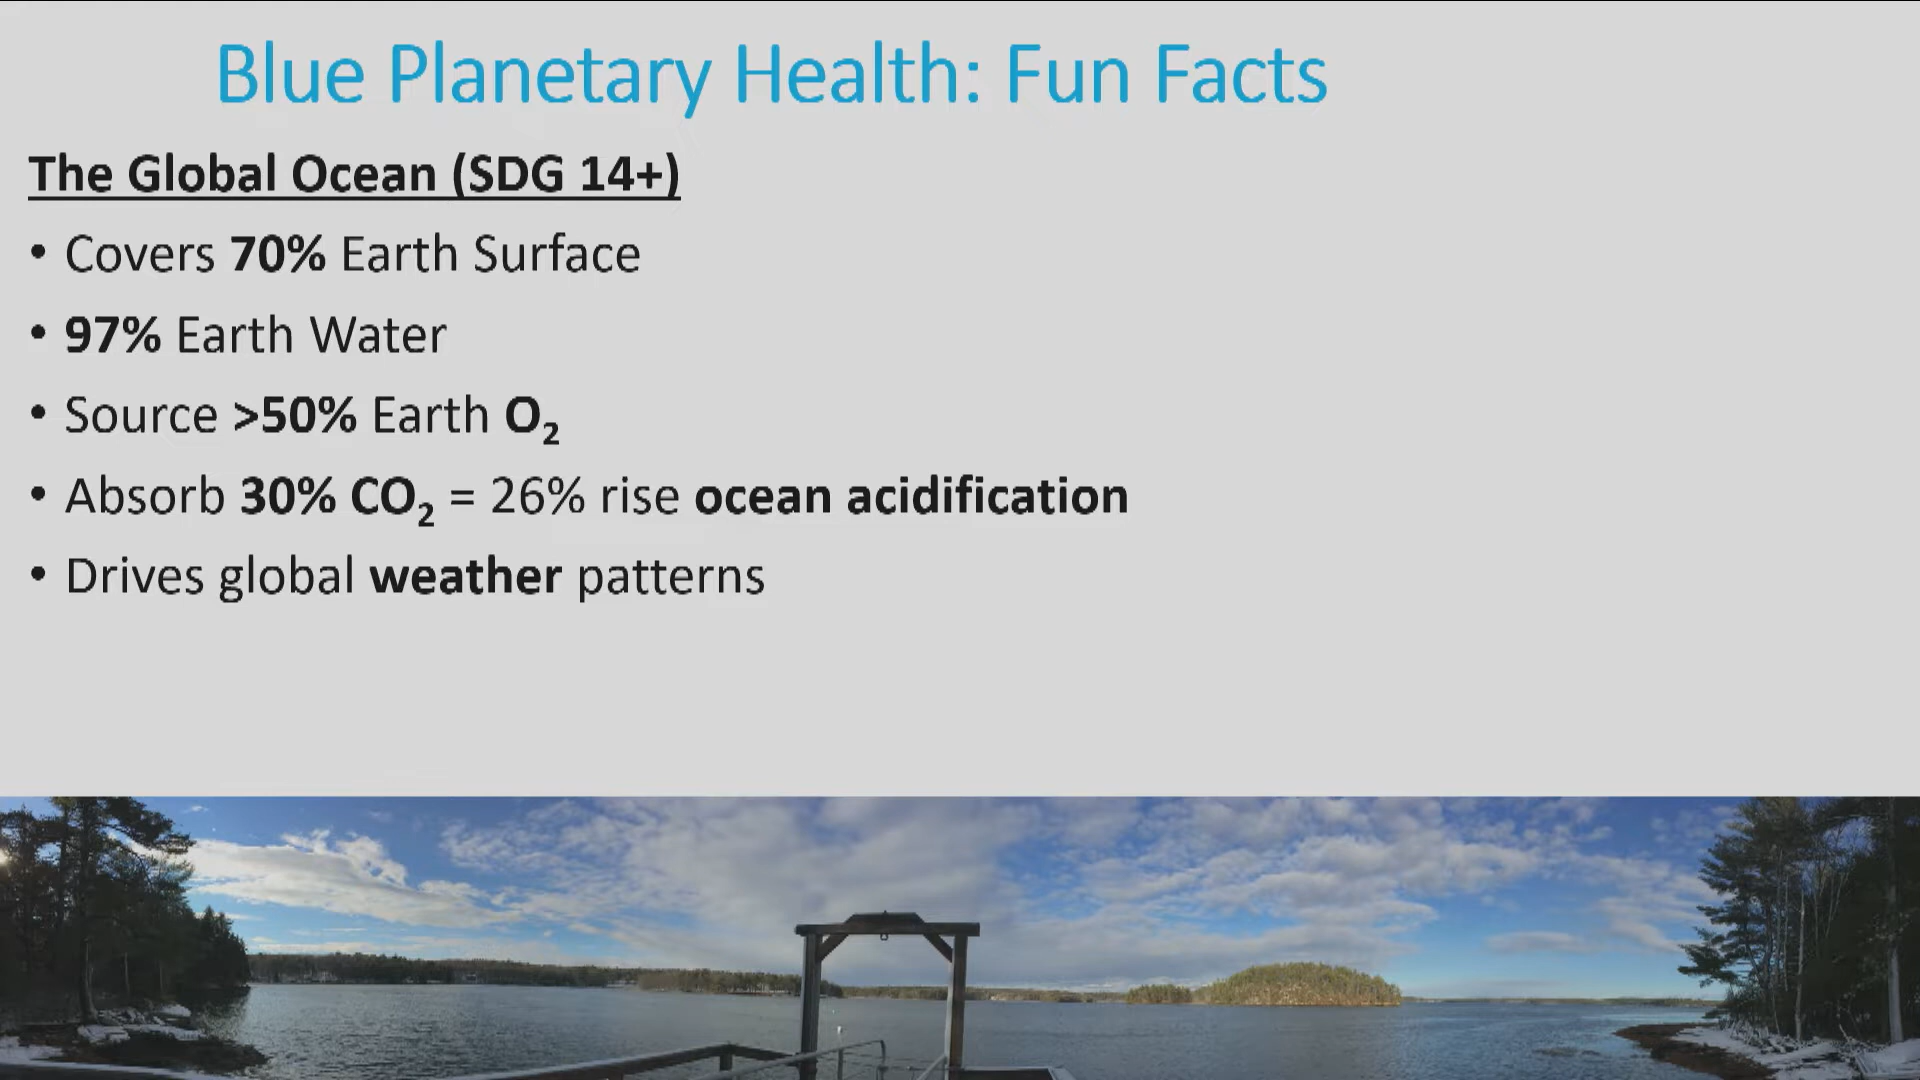 Blue Planetary Health: Fun Facts
The Global Ocean (SDG 14+)
• Covers 70% Earth Surface
• 97% Earth Water
• Source >50% Earth O₂
• Absorb 30% CO₂ = 26% rise ocean acidification
• Drives global weather patterns